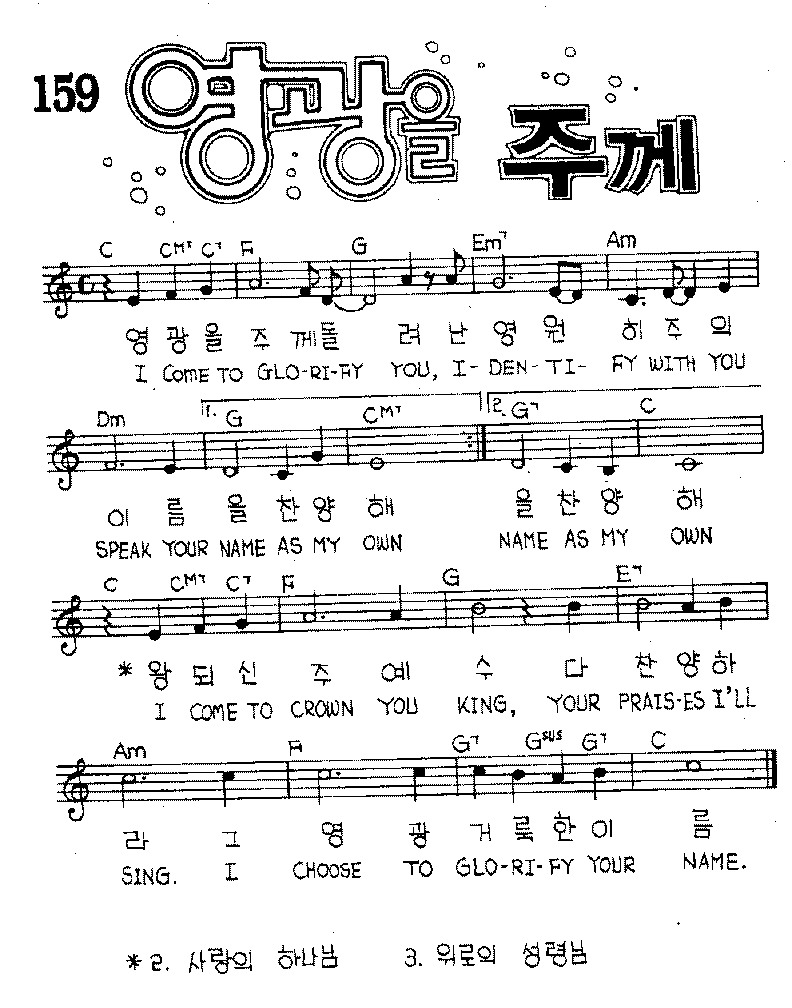 159 영광을 주께
C CM7 C7 F G Em7 Am
영 광 을 주 께 돌 려 난 영 원 히 주 의
I COME TO GLO-RI-FY YOU, I-DEN-TI-FY WITH YOU
Dm 1. G CM7 2. G7 C
이 름 을 찬 양 해 을 찬 양 해
SPEAK YOUR NAME AS MY OWN NAME AS MY OWN
C CM7 C7 F G E7
* 왕 되 신 주 예 수 다 찬 양 하
I COME TO CROWN YOU KING, YOUR PRAIS-ES I'LL
Am F G7 Gsus G7 C
라 그 영 광 거 룩 한 이 름
SING. I CHOOSE TO GLO-RI-FY YOUR NAME.
* 2. 사랑의 하나님 3. 위로의 성령님